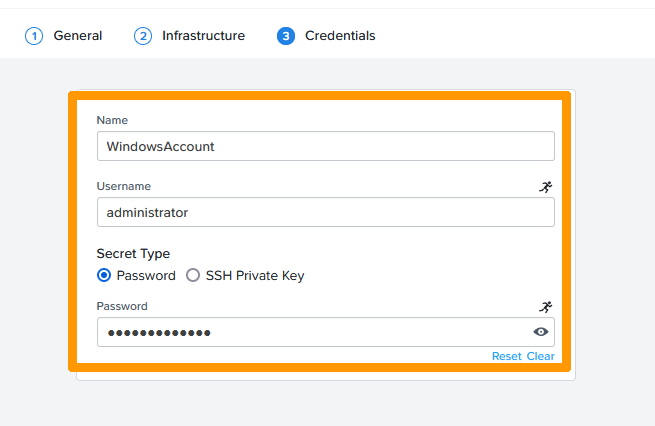 1 General 2 Infrastructure 3 Credentials
Name
WindowsAccount
Username
administrator
Secret Type
Password SSH Private Key
Password
•••••••••••••
Reset Clear